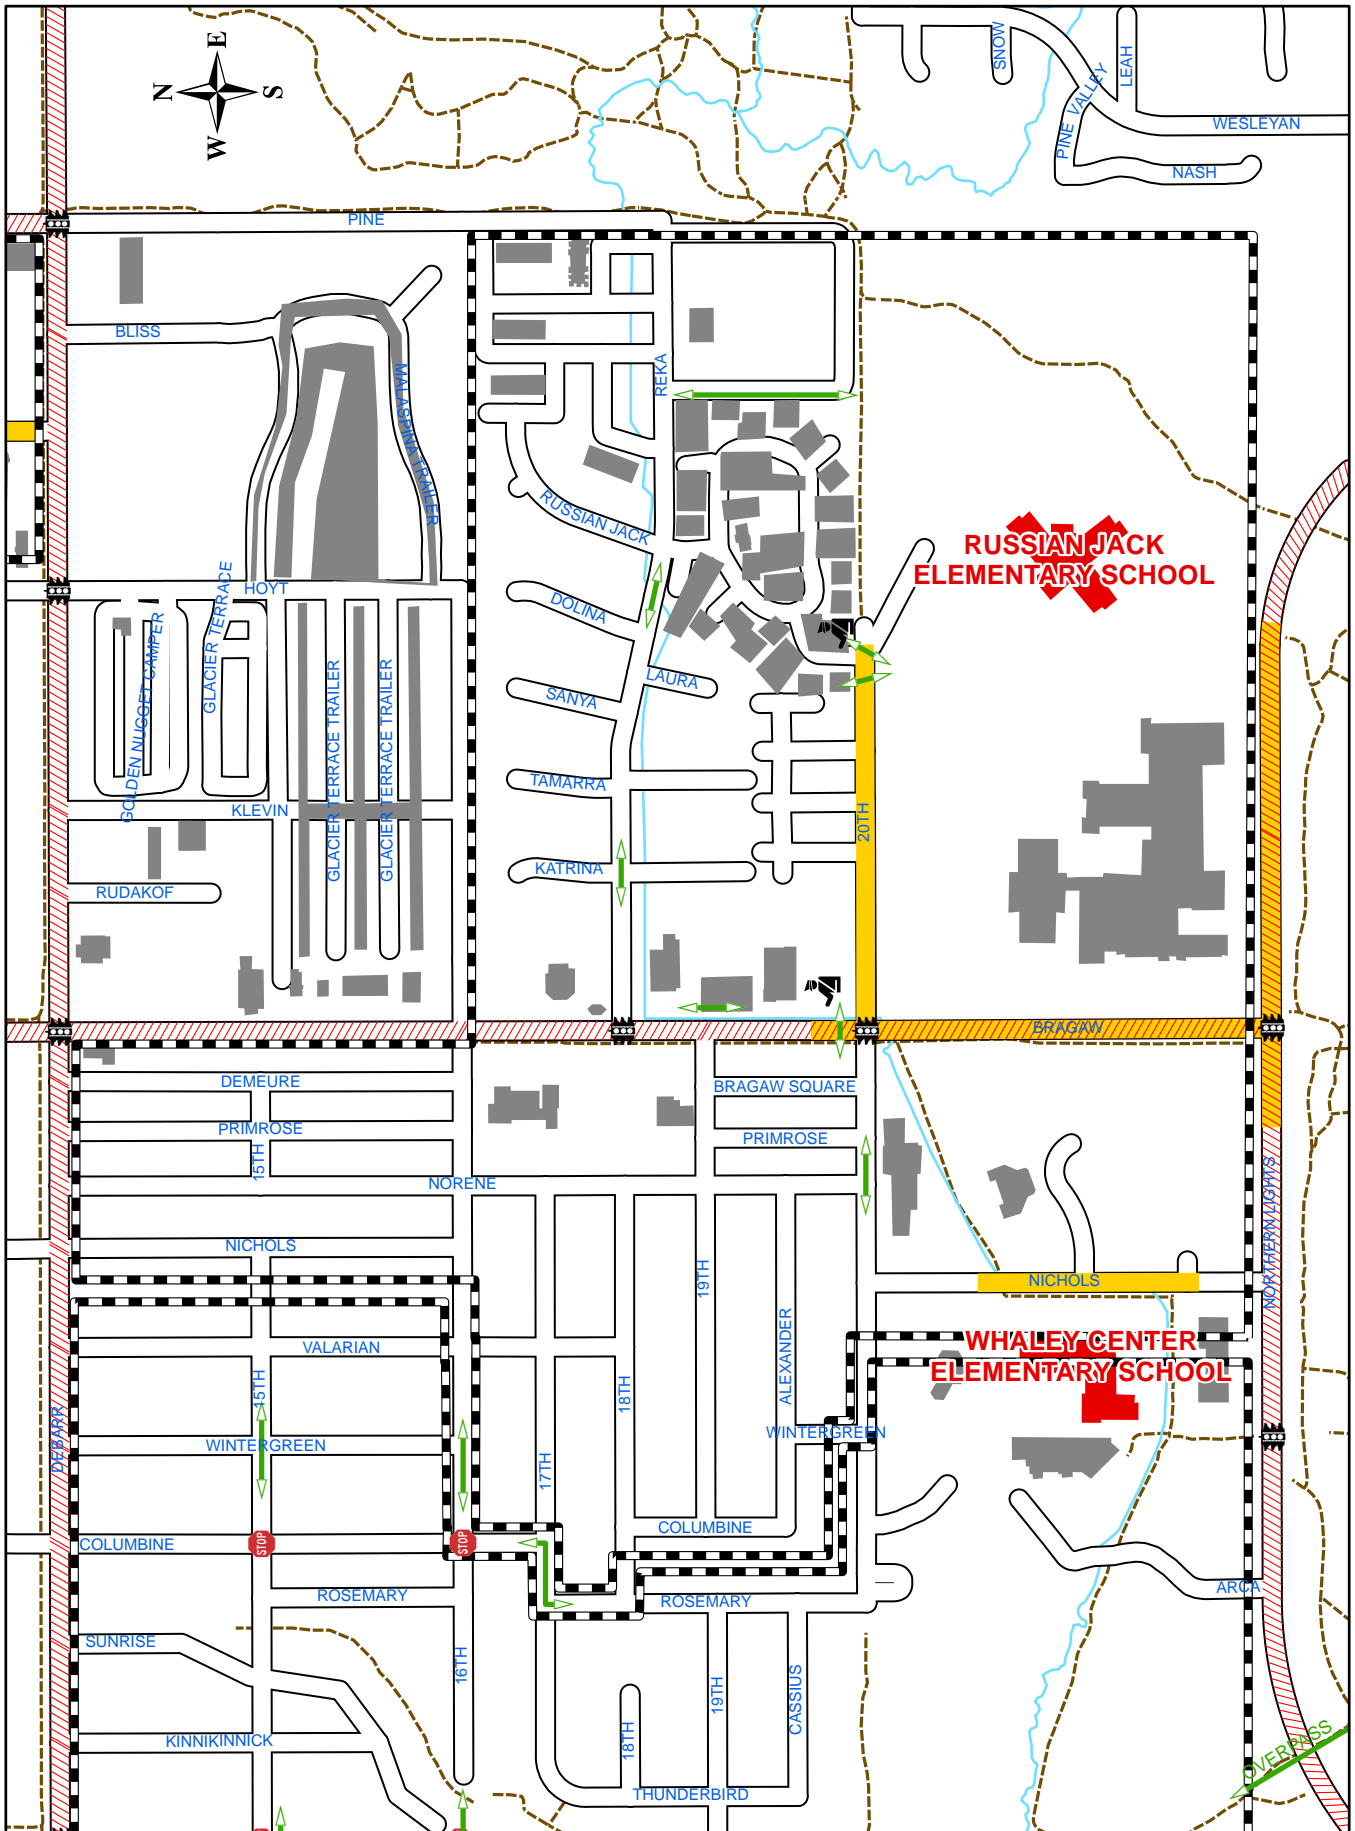 E
N
S
W
SNOW
LEAH
PINE VALLEY
WESLEYAN
NASH
PINE
BLISS
MALASPINA TRAILER
REKA
RUSSIAN JACK
RUSSIAN JACK
ELEMENTARY SCHOOL
HOYT
GLACIER TERRACE
GOLDEN NUGGET CAMPER
DOLINA
LAURA
SANYA
GLACIER TERRACE TRAILER
GLACIER TERRACE TRAILER
TAMARRA
KLEVIN
20TH
KATRINA
RUDAKOF
BRAGAW
DEMEURE
BRAGAW SQUARE
PRIMROSE
PRIMROSE
15TH
NORENE
NORTHERN LIGHTS
NICHOLS
NICHOLS
19TH
VALARIAN
ALEXANDER
WHALEY CENTER
ELEMENTARY SCHOOL
15TH
18TH
DEBARR
WINTERGREEN
WINTERGREEN
17TH
COLUMBINE
COLUMBINE
STOP
STOP
ROSEMARY
ROSEMARY
ARCA
SUNRISE
16TH
19TH
CASSIUS
KINNIKINNICK
18TH
THUNDERBIRD
OVERPASS